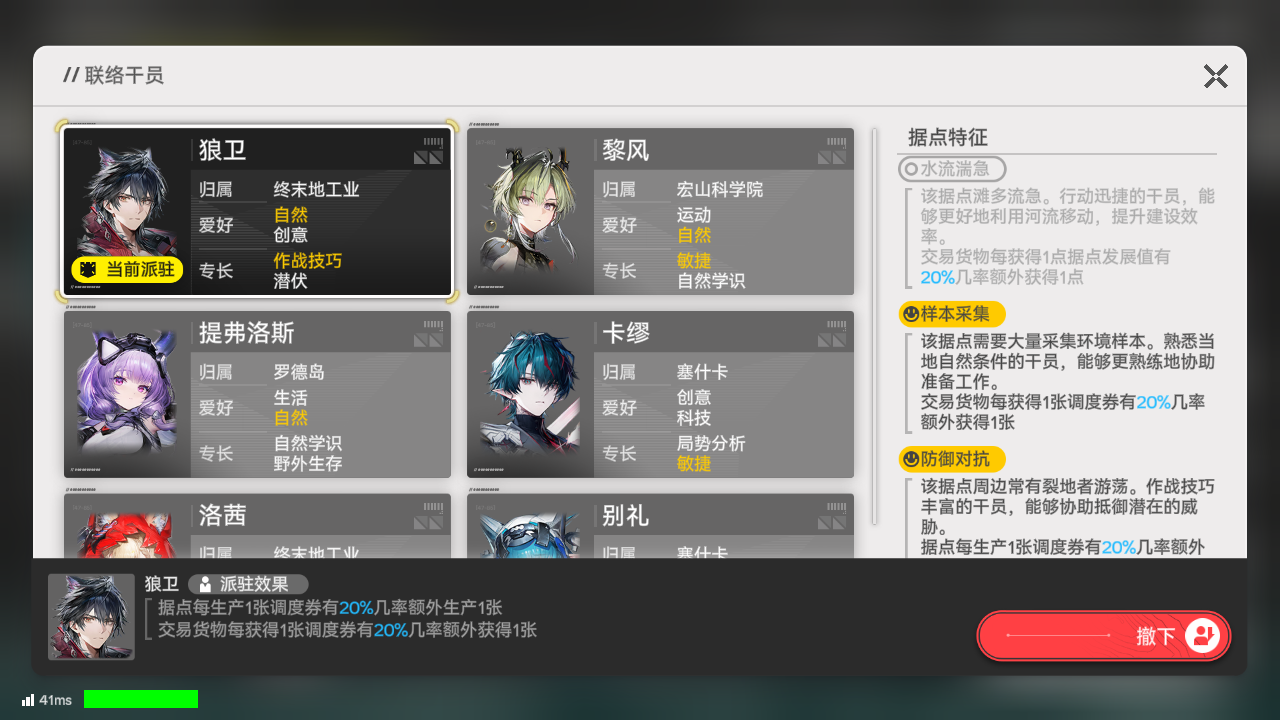 // 联络干员
狼卫
归属 终末地工业
爱好 自然
创意
专长 作战技巧
潜伏
当前派驻
黎风
归属 宏山科学院
爱好 运动
自然
专长 敏捷
自然学识
提弗洛斯
归属 罗德岛
爱好 生活
自然
专长 自然学识
野外生存
卡缪
归属 塞什卡
爱好 创意
科技
专长 局势分析
敏捷
洛茜
归属 终末地工业
别礼
归属 塞什卡
据点特征
水流湍急
该据点滩多流急。行动迅捷的干员，能
够更好地利用河流移动，提升建设效
率。
交易货物每获得1点据点发展值有
20%几率额外获得1点
样本采集
该据点需要大量采集环境样本。熟悉当
地自然条件的干员，能够更熟练地协助
准备工作。
交易货物每获得1张调度券有20%几率
额外获得1张
防御对抗
该据点周边常有裂地者游荡。作战技巧
丰富的干员，能够协助抵御潜在的威
胁。
据点每生产1张调度券有20%几率额外
狼卫 派驻效果
据点每生产1张调度券有20%几率额外生产1张
交易货物每获得1张调度券有20%几率额外获得1张
撤下
41ms